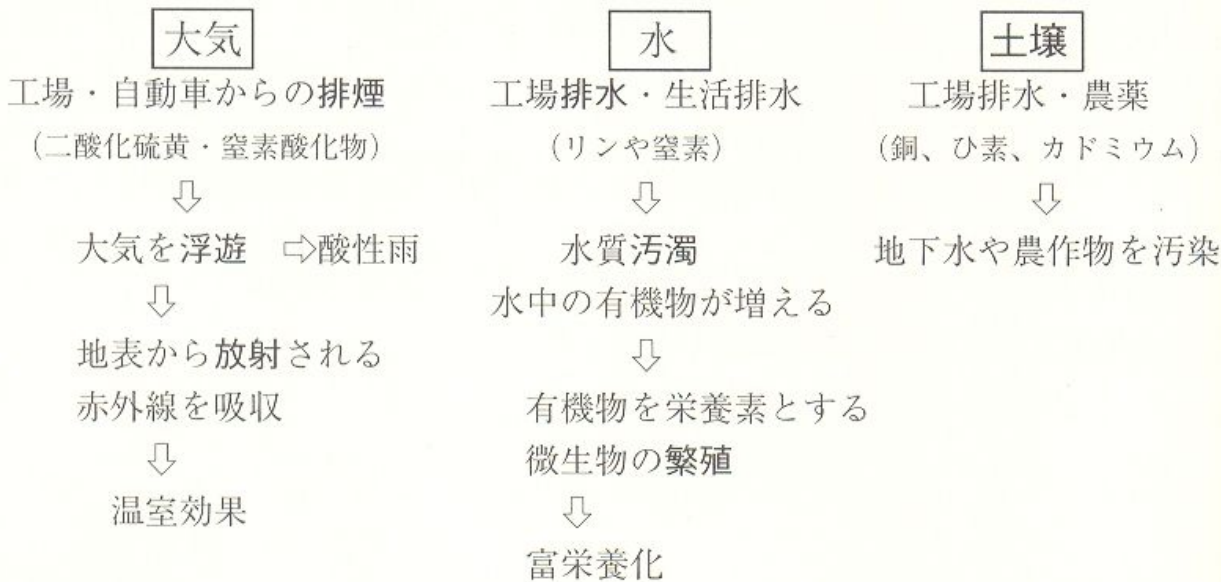 大気
工場・自動車からの排煙
（二酸化硫黄・窒素酸化物）
⇩
大気を浮遊　⇨酸性雨
⇩
地表から放射される
赤外線を吸収
⇩
温室効果
水
工場排水・生活排水
（リンや窒素）
⇩
水質汚濁
水中の有機物が増える
⇩
有機物を栄養素とする
微生物の繁殖
⇩
富栄養化
土壌
工場排水・農薬
（銅、ひ素、カドミウム）
⇩
地下水や農作物を汚染